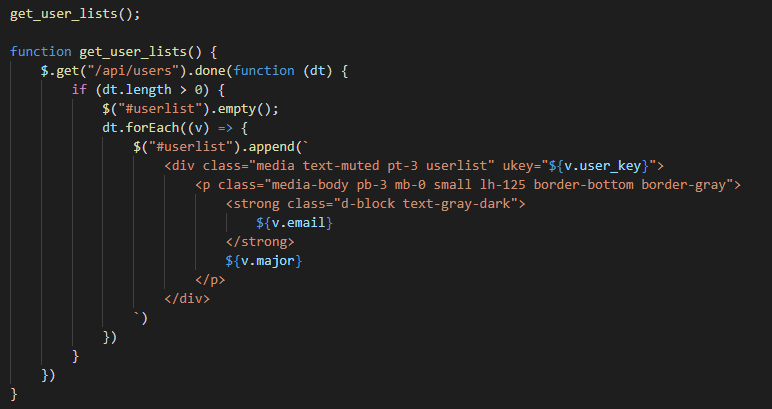 get_user_lists();
function get_user_lists() {
$.get("/api/users").done(function (dt) {
if (dt.length > 0) {
$("#userlist").empty();
dt.forEach((v) => {
$("#userlist").append(`
<div class="media text-muted pt-3 userlist" ukey="${v.user_key}">
<p class="media-body pb-3 mb-0 small lh-125 border-bottom border-gray">
<strong class="d-block text-gray-dark">
${v.email}
</strong>
${v.major}
</p>
</div>
`)
})
}
})
}